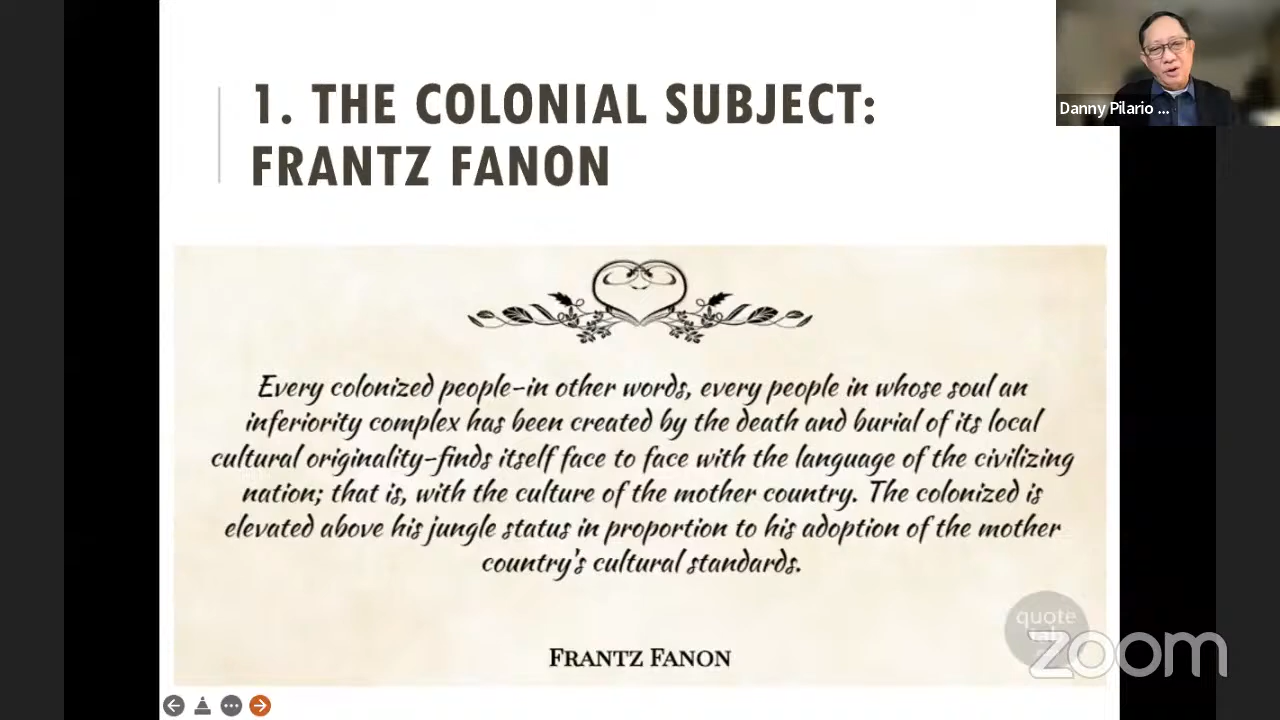 1. THE COLONIAL SUBJECT:
FRANTZ FANON
Danny Pilario ...
Every colonized people–in other words, every people in whose soul an
inferiority complex has been created by the death and burial of its local
cultural originality–finds itself face to face with the language of the civilizing
nation; that is, with the culture of the mother country. The colonized is
elevated above his jungle status in proportion to his adoption of the mother
country's cultural standards.
FRANTZ FANON
quote
zoom